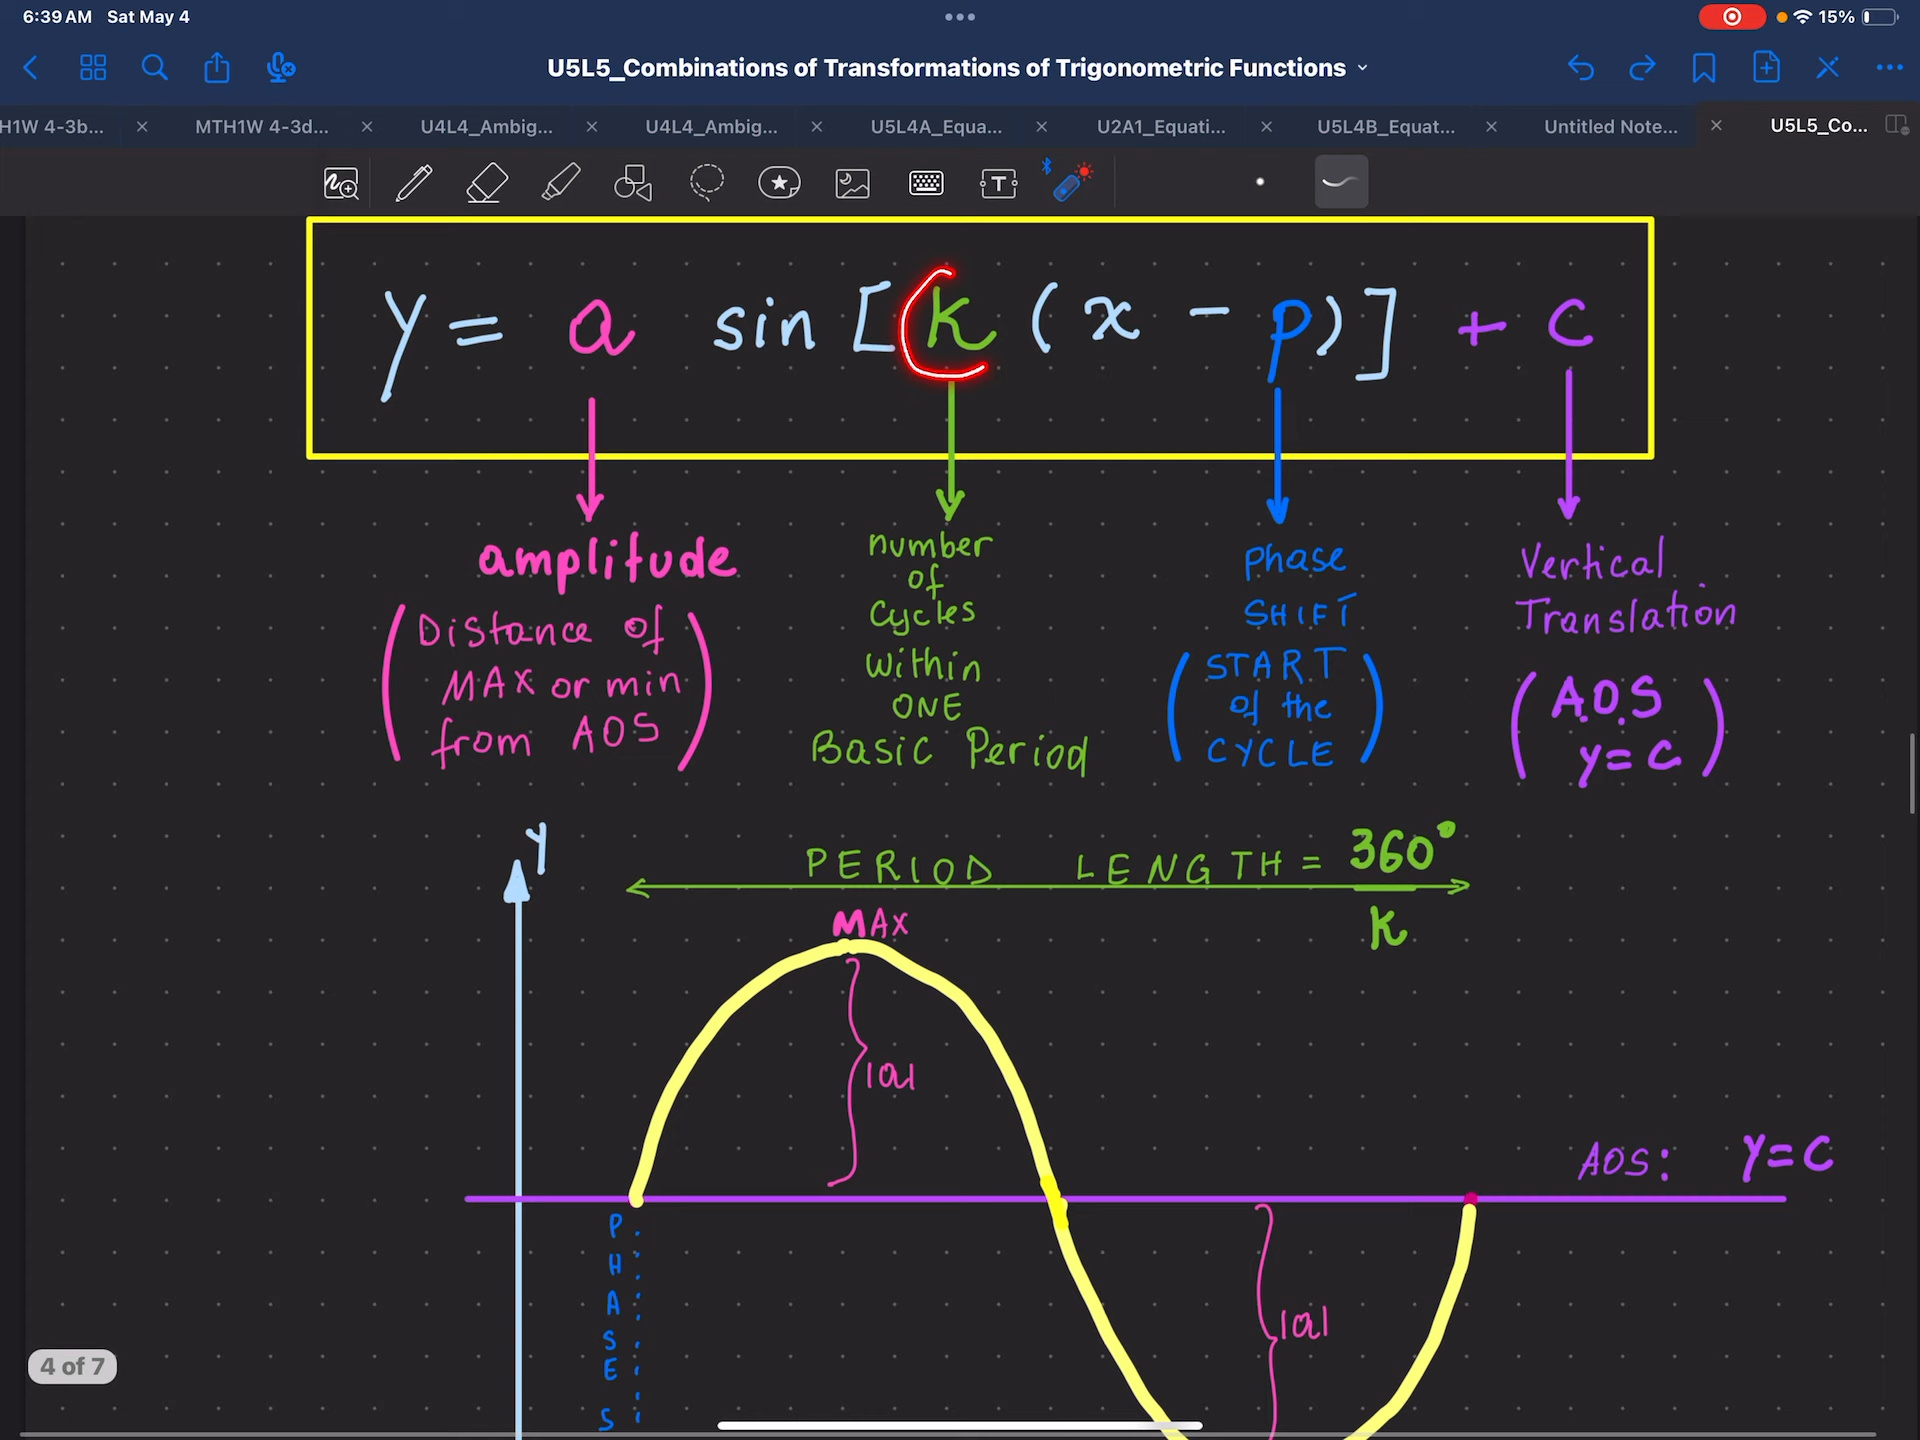 6:39 AM Sat May 4
15%
U5L5_Combinations of Transformations of Trigonometric Functions
H1W 4-3b...
MTH1W 4-3d...
U4L4_Ambig...
U4L4_Ambig...
U5L4A_Equa...
U2A1_Equati...
U5L4B_Equat...
Untitled Note...
U5L5_Co...
T
y = a sin [k (x - p)] + c
amplitude
(Distance of
MAX or min
from AOS)
number
of
Cycles
within
ONE
Basic Period
Phase
SHIFT
(START
of the
CYCLE)
Vertical
Translation
(A.O.S
y = c)
y
PERIOD LENGTH = 360°
k
MAX
|a|
AOS: y = c
P
H
A
S
E
S
|a|
4 of 7